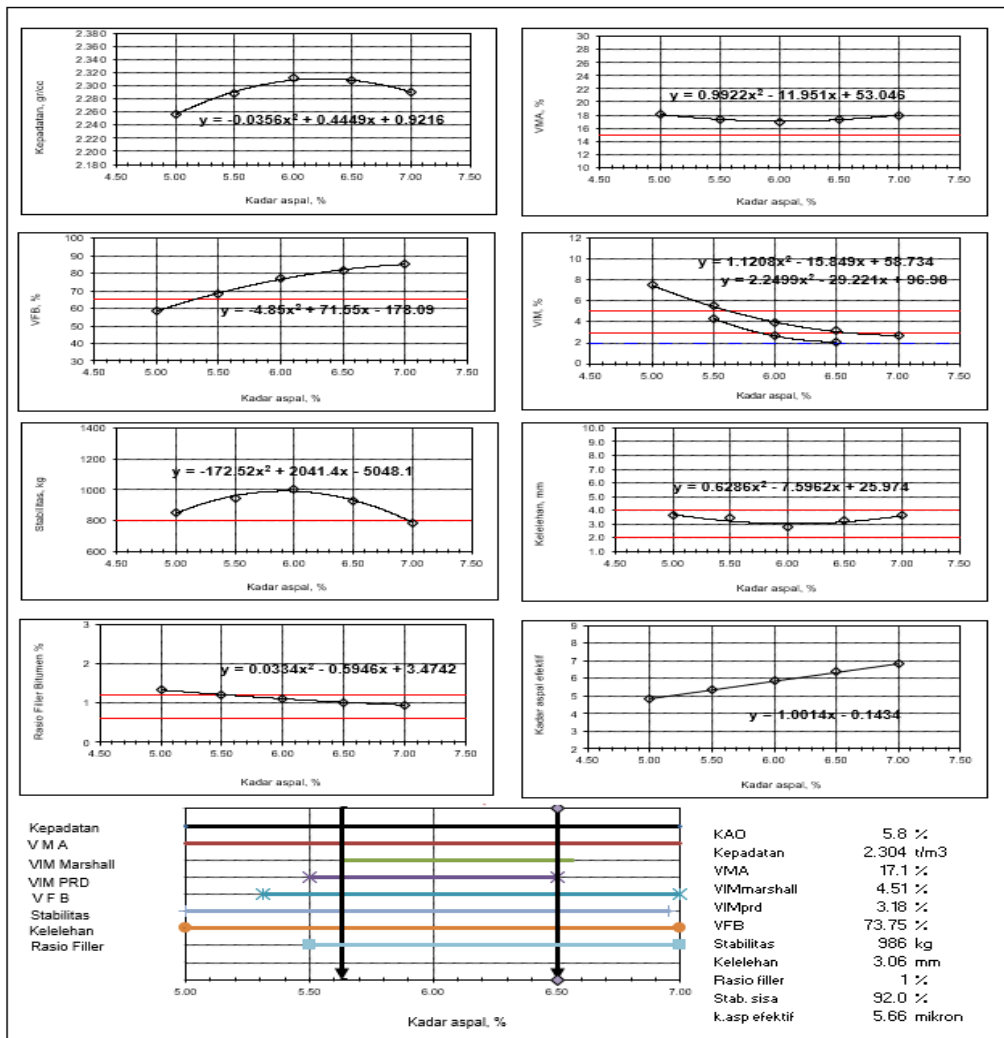 2.380
2.360
2.340
2.320
2.300
2.280
2.260
2.240
2.220
2.200
2.180
Kepadatan, gr/cc
y = -0.0356x² + 0.4449x + 0.9216
4.50 5.00 5.50 6.00 6.50 7.00 7.50
Kadar aspal, %
30
28
26
24
22
20
18
16
14
12
10
VMA, %
y = 0.9922x² - 11.951x + 53.046
4.50 5.00 5.50 6.00 6.50 7.00 7.50
Kadar aspal, %
100
90
80
70
60
50
40
30
VFB, %
y = -4.85x² + 71.55x - 178.09
4.50 5.00 5.50 6.00 6.50 7.00 7.50
Kadar aspal, %
12
10
8
6
4
2
0
VIM, %
y = 1.1208x² - 15.849x + 58.734
y = 2.2499x² - 29.221x + 96.98
4.50 5.00 5.50 6.00 6.50 7.00 7.50
Kadar aspal, %
1400
1200
1000
800
600
Stabilitas, kg
y = -172.52x² + 2041.4x - 5048.1
4.50 5.00 5.50 6.00 6.50 7.00 7.50
Kadar aspal, %
10.0
9.0
8.0
7.0
6.0
5.0
4.0
3.0
2.0
1.0
Kelelehan, mm
y = 0.6286x² - 7.5962x + 25.974
4.50 5.00 5.50 6.00 6.50 7.00 7.50
Kadar aspal, %
3
2
1
0
Rasio Filler Bitumen %
y = 0.0334x² - 0.5946x + 3.4742
4.50 5.00 5.50 6.00 6.50 7.00 7.50
Kadar aspal, %
9
8
7
6
5
4
3
2
Kadar aspal efektif
y = 1.0014x - 0.1434
4.50 5.00 5.50 6.00 6.50 7.00 7.50
Kadar aspal, %
Kepadatan
V M A
VIM Marshall
VIM PRD
V F B
Stabilitas
Kelelehan
Rasio Filler
5.00 5.50 6.00 6.50 7.00
Kadar aspal, %
KAO 5.8 %
Kepadatan 2.304 t/m3
VMA 17.1 %
VIMmarshall 4.51 %
VIMprd 3.18 %
VFB 73.75 %
Stabilitas 986 kg
Kelelehan 3.06 mm
Rasio filler 1 %
Stab. sisa 92.0 %
k.asp efektif 5.66 mikron